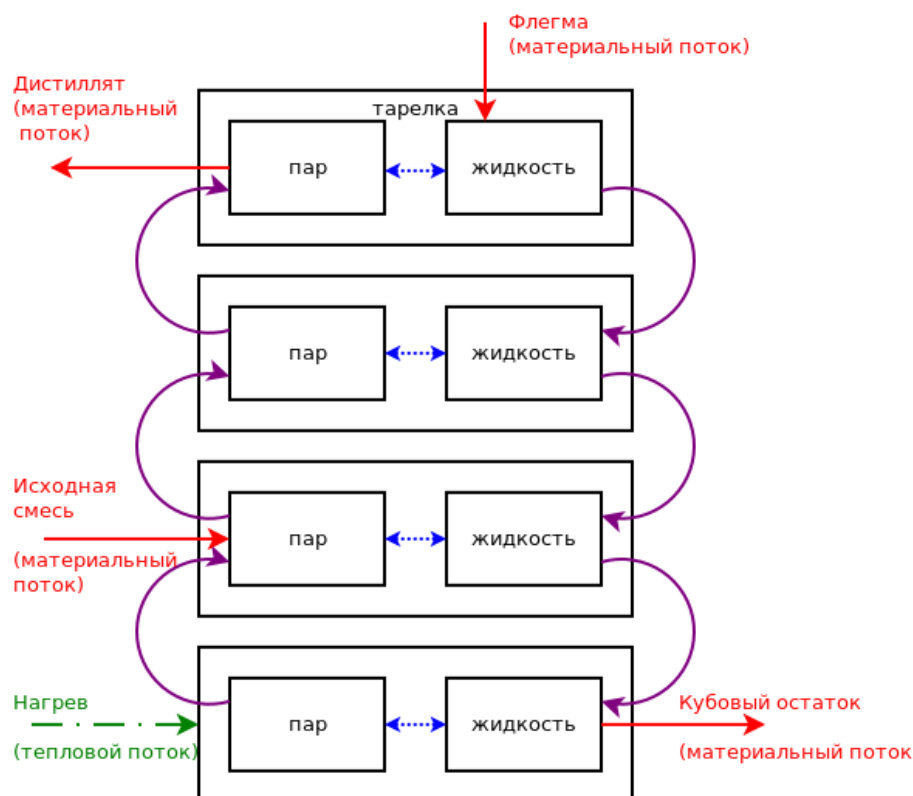 Флегма
(материальный поток)
Дистиллят
(материальный
поток)
тарелка
пар
жидкость
пар
жидкость
Исходная
смесь
(материальный
поток)
пар
жидкость
Нагрев
(тепловой поток)
пар
жидкость
Кубовый остаток
(материальный поток